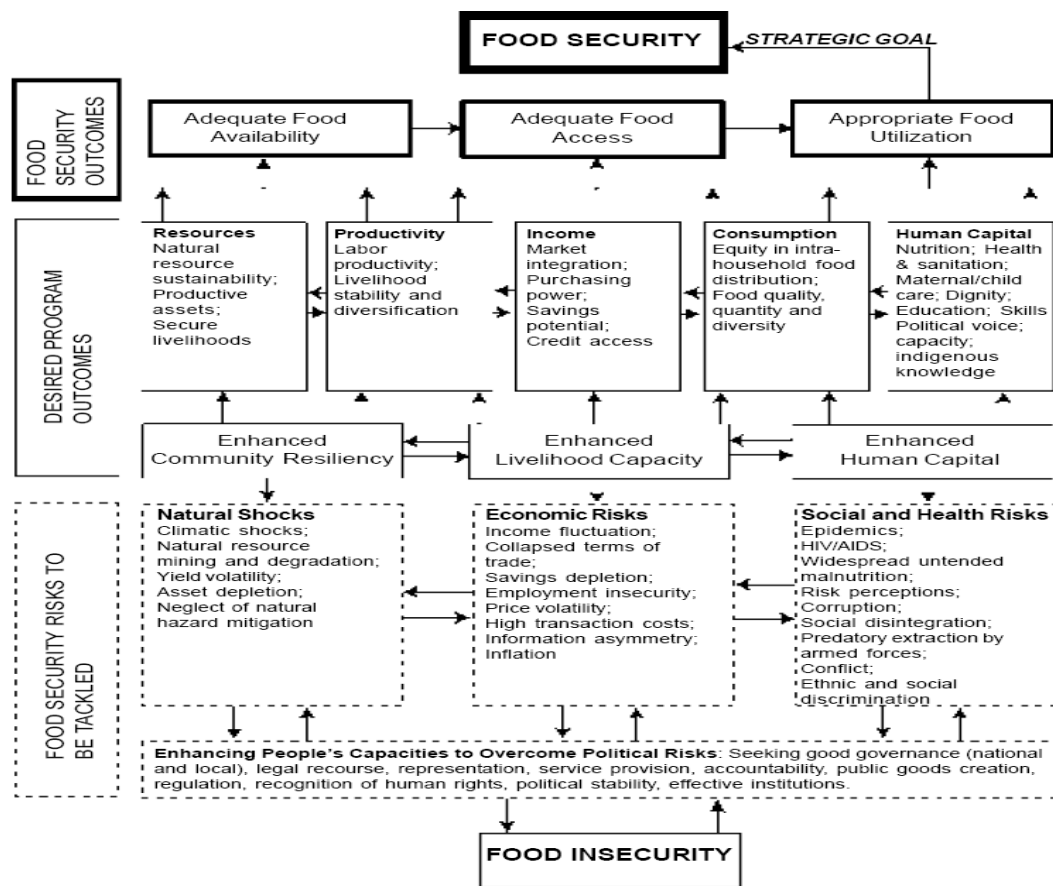 FOOD SECURITY
STRATEGIC GOAL
FOOD
SECURITY
OUTCOMES
Adequate Food
Availability
Adequate Food
Access
Appropriate Food
Utilization
DESIRED PROGRAM
OUTCOMES
Resources
Natural
resource
sustainability;
Productive
assets;
Secure
livelihoods
Productivity
Labor
productivity;
Livelihood
stability and
diversification
Income
Market
integration;
Purchasing
power;
Savings
potential;
Credit access
Consumption
Equity in intra-
household food
distribution;
Food quality,
quantity and
diversity
Human Capital
Nutrition; Health
& sanitation;
Maternal/child
care; Dignity;
Education; Skills
Political voice;
capacity;
indigenous
knowledge
Enhanced
Community Resiliency
Enhanced
Livelihood Capacity
Enhanced
Human Capital
FOOD SECURITY RISKS TO
BE TACKLED
Natural Shocks
Climatic shocks;
Natural resource
mining and degradation;
Yield volatility;
Asset depletion;
Neglect of natural
hazard mitigation
Economic Risks
Income fluctuation;
Collapsed terms of
trade;
Savings depletion;
Employment insecurity;
Price volatility;
High transaction costs;
Information asymmetry;
Inflation
Social and Health Risks
Epidemics;
HIV/AIDS;
Widespread untended
malnutrition;
Risk perceptions;
Corruption;
Social disintegration;
Predatory extraction by
armed forces;
Conflict;
Ethnic and social
discrimination
Enhancing People's Capacities to Overcome Political Risks: Seeking good governance (national
and local), legal recourse, representation, service provision, accountability, public goods creation,
regulation, recognition of human rights, political stability, effective institutions.
FOOD INSECURITY